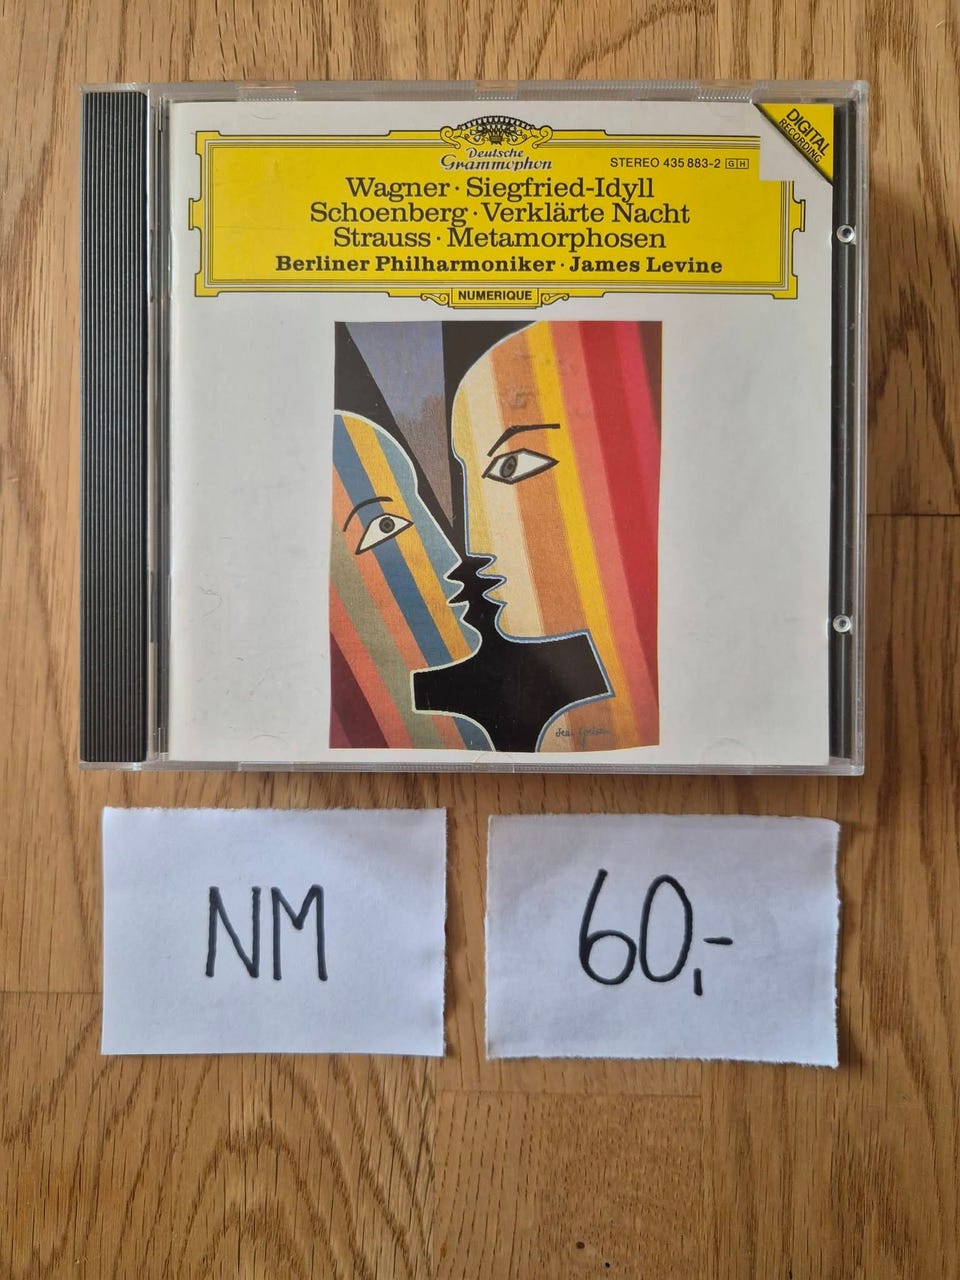 Deutsche
Grammophon
STEREO 435 883-2 GH
DIGITAL
RECORDING
Wagner · Siegfried-Idyll
Schoenberg · Verklärte Nacht
Strauss · Metamorphosen
Berliner Philharmoniker · James Levine
NUMERIQUE
NM
60,-